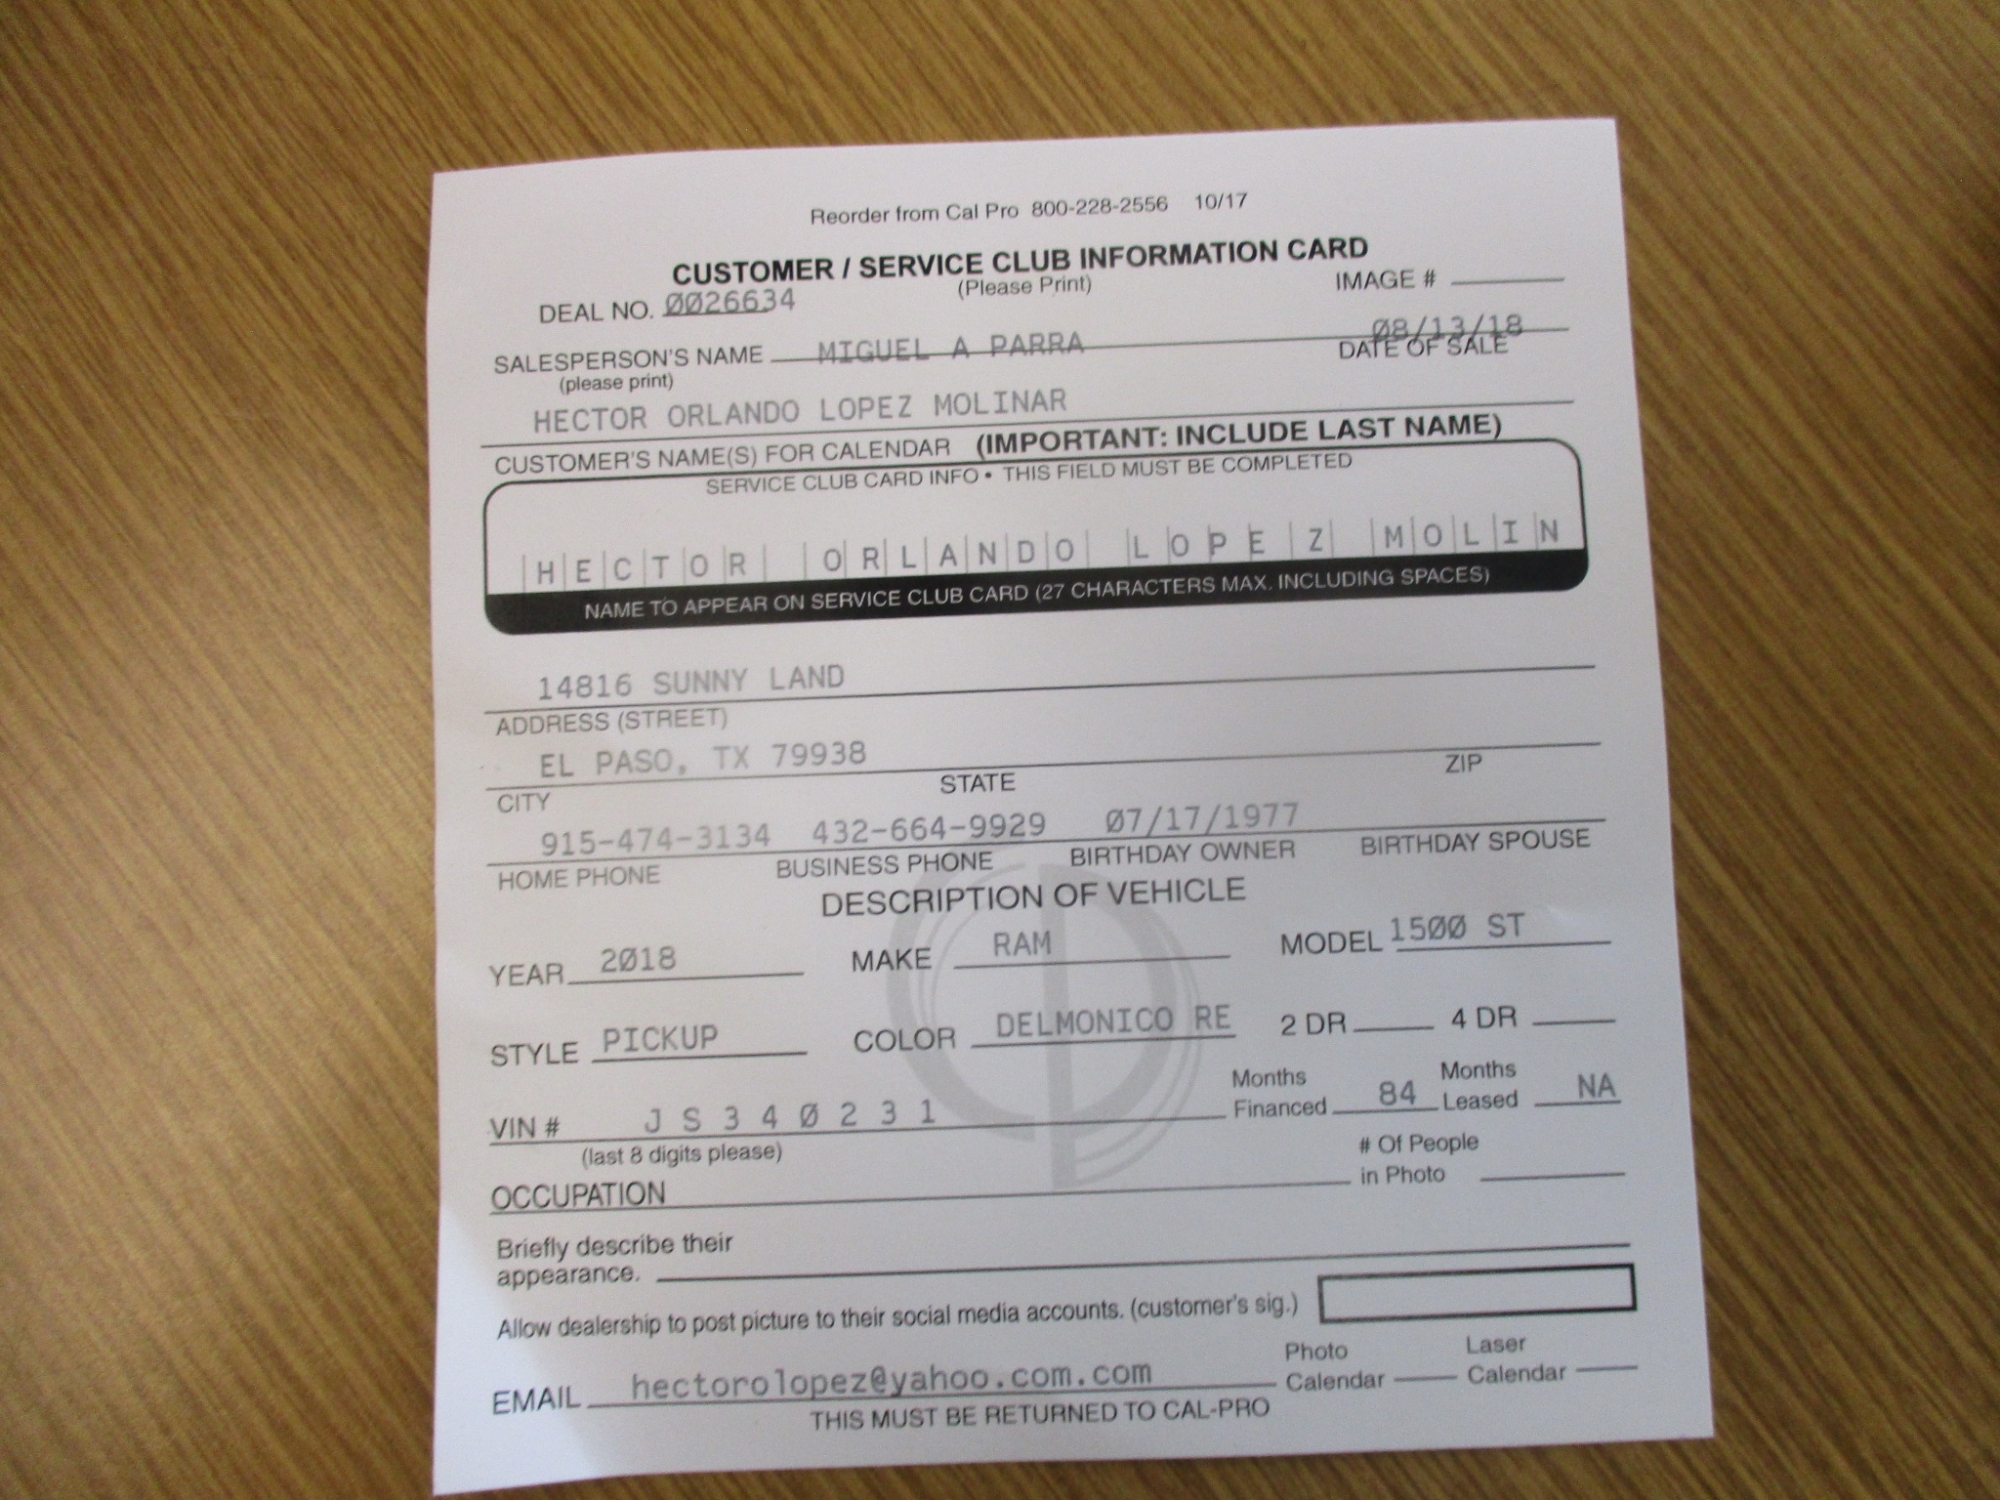 Reorder from Cal Pro 800-228-2556 10/17
CUSTOMER / SERVICE CLUB INFORMATION CARD
(Please Print)
IMAGE #
DEAL NO. 0026634
08/13/18
SALESPERSON'S NAME MIGUEL A PARRA DATE OF SALE
(please print)
HECTOR ORLANDO LOPEZ MOLINAR
CUSTOMER'S NAME(S) FOR CALENDAR (IMPORTANT: INCLUDE LAST NAME)
SERVICE CLUB CARD INFO • THIS FIELD MUST BE COMPLETED
HECTOR ORLANDO LOPEZ MOLIN
NAME TO APPEAR ON SERVICE CLUB CARD (27 CHARACTERS MAX. INCLUDING SPACES)
14816 SUNNY LAND
ADDRESS (STREET)
EL PASO, TX 79938
CITY STATE ZIP
915-474-3134 432-664-9929 07/17/1977
HOME PHONE BUSINESS PHONE BIRTHDAY OWNER BIRTHDAY SPOUSE
DESCRIPTION OF VEHICLE
YEAR 2018 MAKE RAM MODEL 1500 ST
STYLE PICKUP COLOR DELMONICO RE 2 DR 4 DR
VIN # JS340231 Months Financed 84 Months Leased NA
(last 8 digits please)
OCCUPATION # Of People in Photo
Briefly describe their
appearance.
Allow dealership to post picture to their social media accounts. (customer's sig.)
EMAIL hectorolopez@yahoo.com.com Photo Calendar Laser Calendar
THIS MUST BE RETURNED TO CAL-PRO